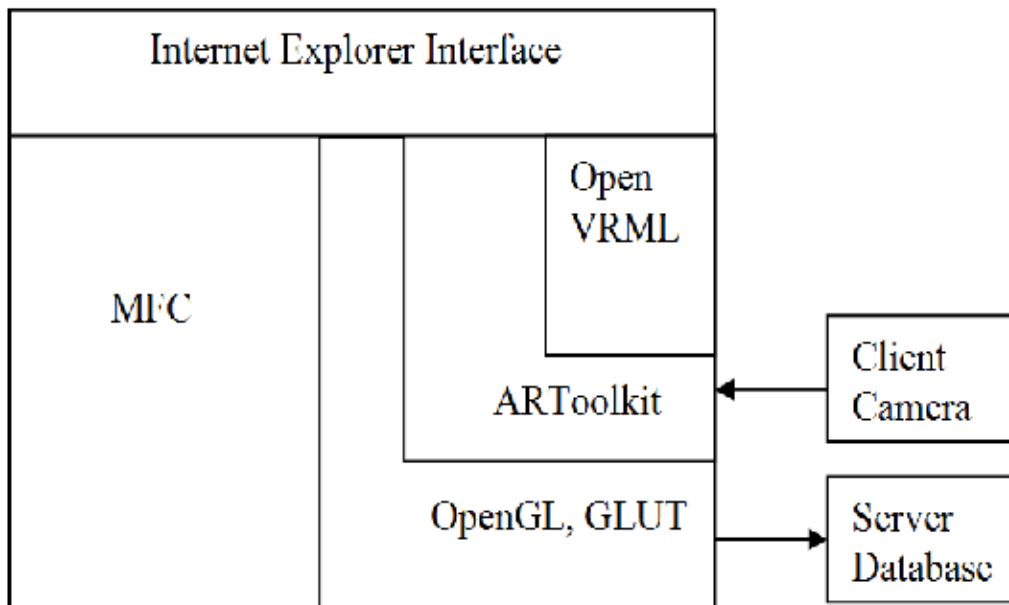 Internet Explorer Interface
Open
VRML
MFC
ARToolkit
OpenGL, GLUT
Client
Camera
Server
Database